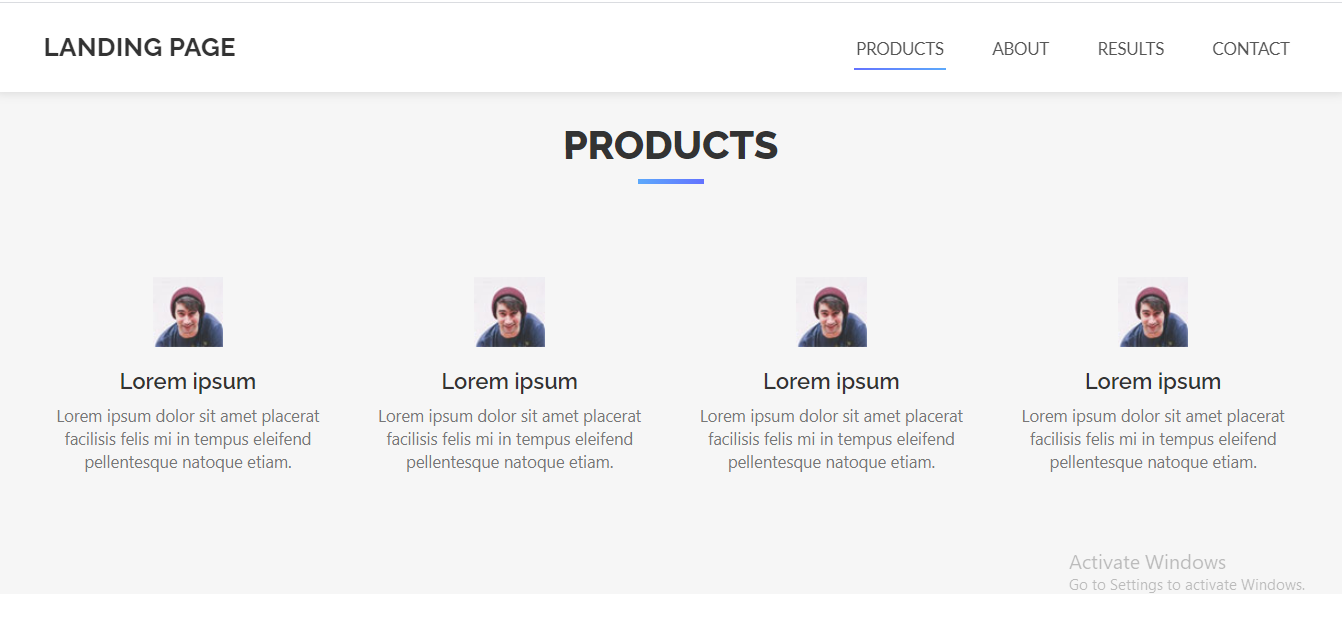 LANDING PAGE
PRODUCTS ABOUT RESULTS CONTACT
PRODUCTS
Lorem ipsum
Lorem ipsum dolor sit amet placerat
facilisis felis mi in tempus eleifend
pellentesque natoque etiam.
Lorem ipsum
Lorem ipsum dolor sit amet placerat
facilisis felis mi in tempus eleifend
pellentesque natoque etiam.
Lorem ipsum
Lorem ipsum dolor sit amet placerat
facilisis felis mi in tempus eleifend
pellentesque natoque etiam.
Lorem ipsum
Lorem ipsum dolor sit amet placerat
facilisis felis mi in tempus eleifend
pellentesque natoque etiam.
Activate Windows
Go to Settings to activate Windows.